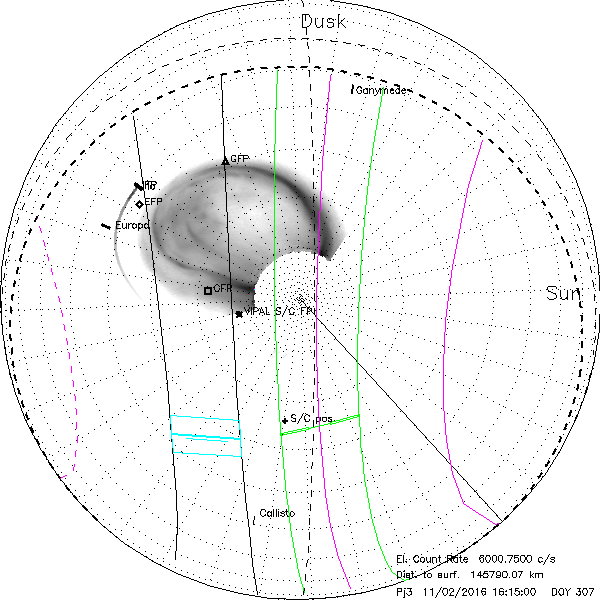 Dusk
Ganymede
GFP
EFP
Europa
Sun
CFP
VIPAL S/C FP
S/C pos.
Callisto
El. Count Rate 6000.7500 c/s
Dist. to surf. 145790.07 km
Pj3 11/02/2016 16:15:00 DOY 307